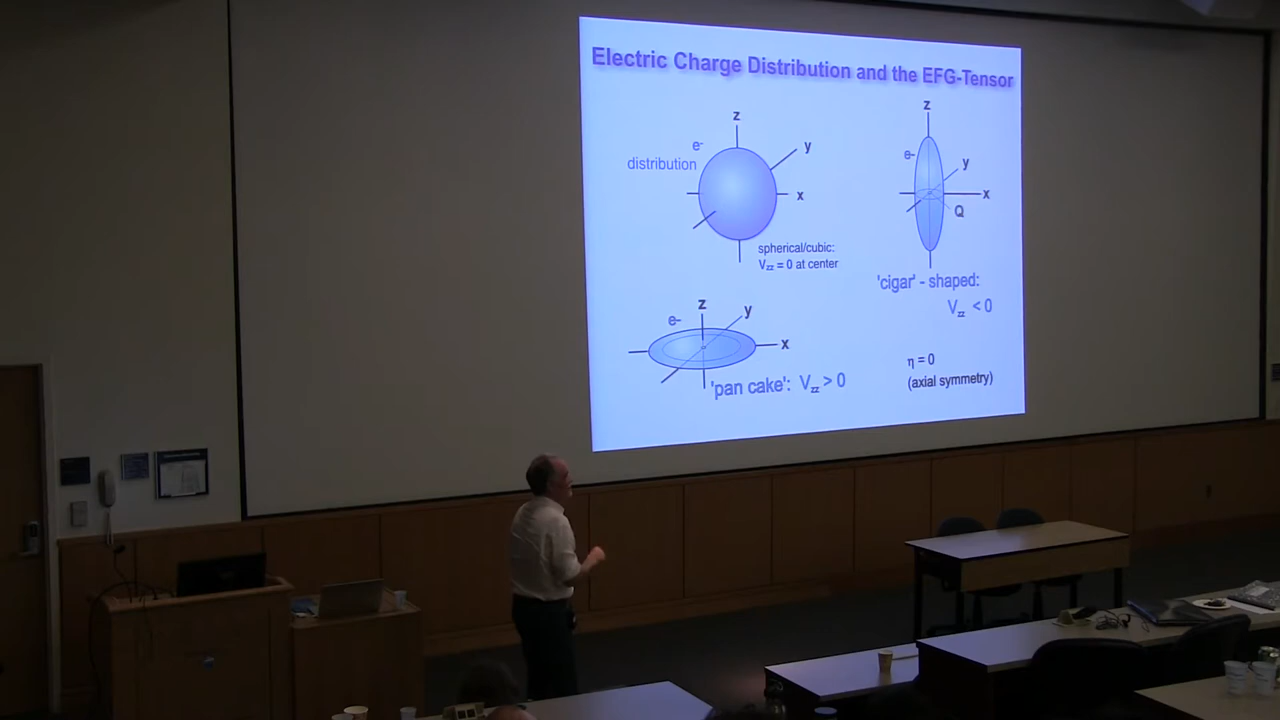 Electric Charge Distribution and the EFG-Tensor
z
e-
distribution
y
x
spherical/cubic:
Vzz = 0 at center
z
e-
y
x
Q
'cigar' - shaped:
Vzz < 0
z
e-
y
x
'pan cake': Vzz > 0
η = 0
(axial symmetry)